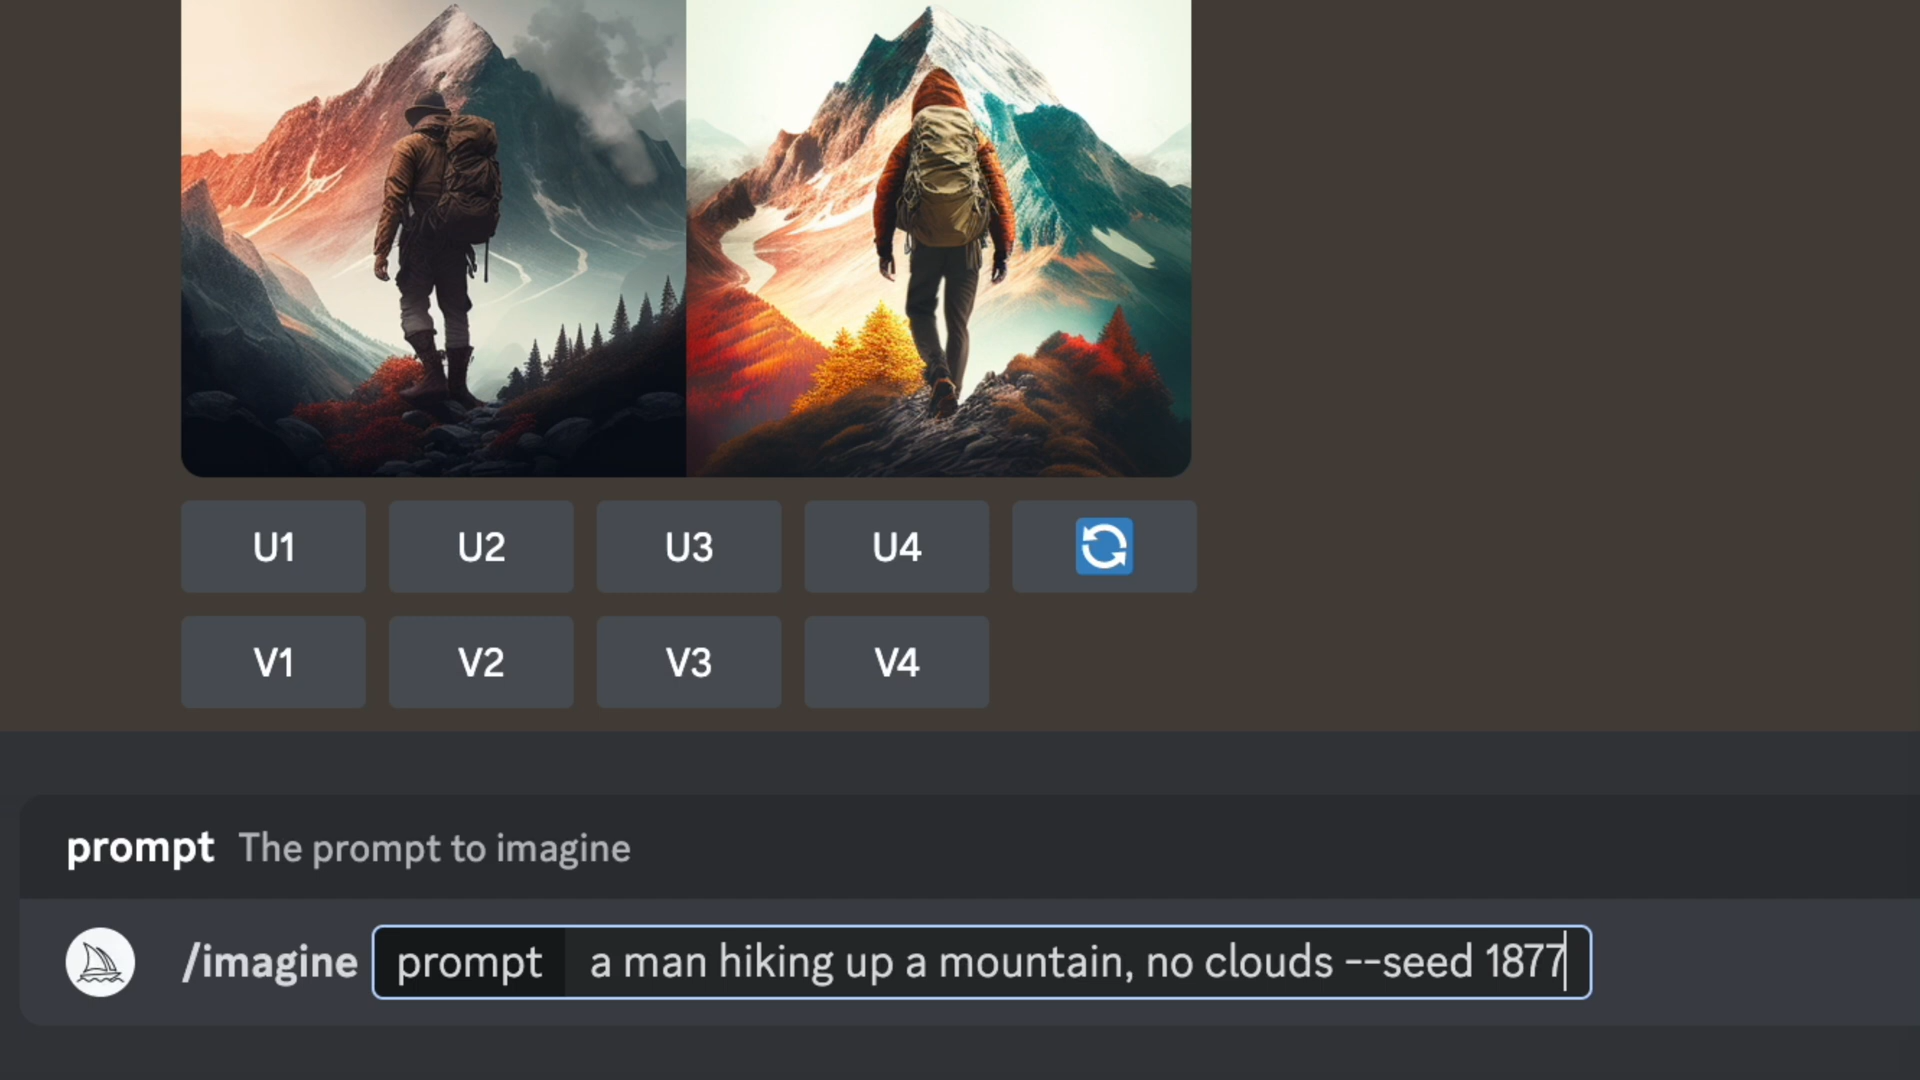 U1 U2 U3 U4
V1 V2 V3 V4
prompt The prompt to imagine
/imagine prompt a man hiking up a mountain, no clouds --seed 1877